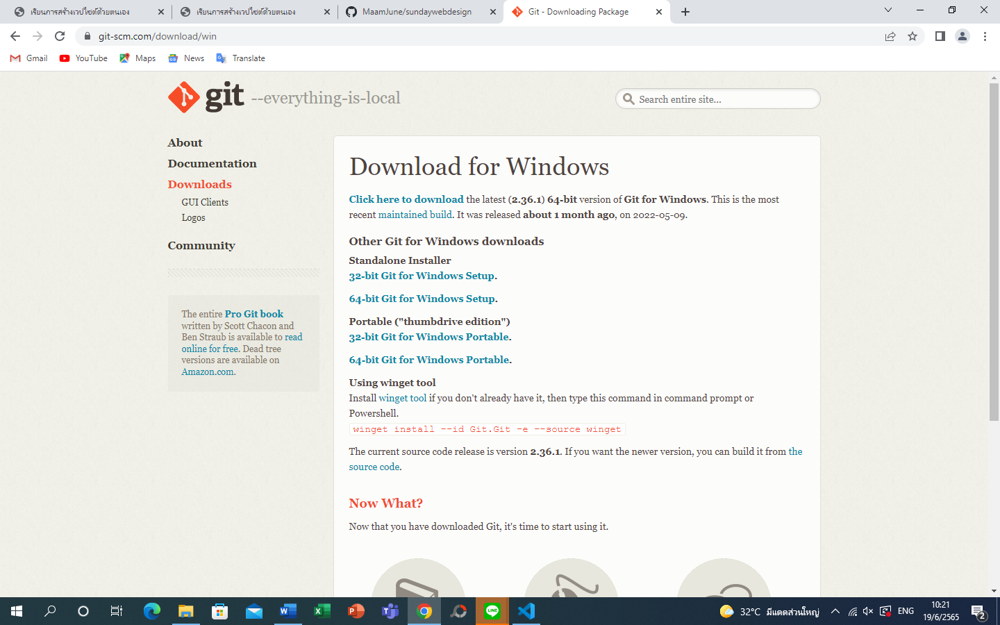 เรียนการสร้างเวปไซต์ด้วยตนเอง
เรียนการสร้างเวปไซต์ด้วยตนเอง
MaamJune/sundaywebdesign
Git - Downloading Package
git-scm.com/download/win
Gmail
YouTube
Maps
News
Translate
git --everything-is-local
Search entire site...
About
Documentation
Downloads
GUI Clients
Logos
Community
The entire Pro Git book
written by Scott Chacon and
Ben Straub is available to read
online for free. Dead tree
versions are available on
Amazon.com.
Download for Windows
Click here to download the latest (2.36.1) 64-bit version of Git for Windows. This is the most
recent maintained build. It was released about 1 month ago, on 2022-05-09.
Other Git for Windows downloads
Standalone Installer
32-bit Git for Windows Setup.
64-bit Git for Windows Setup.
Portable ("thumbdrive edition")
32-bit Git for Windows Portable.
64-bit Git for Windows Portable.
Using winget tool
Install winget tool if you don't already have it, then type this command in command prompt or
Powershell.
winget install --id Git.Git -e --source winget
The current source code release is version 2.36.1. If you want the newer version, you can build it from the
source code.
Now What?
Now that you have downloaded Git, it's time to start using it.
32°C มีแดดส่วนใหญ่
ENG
10:21
19/6/2565
2